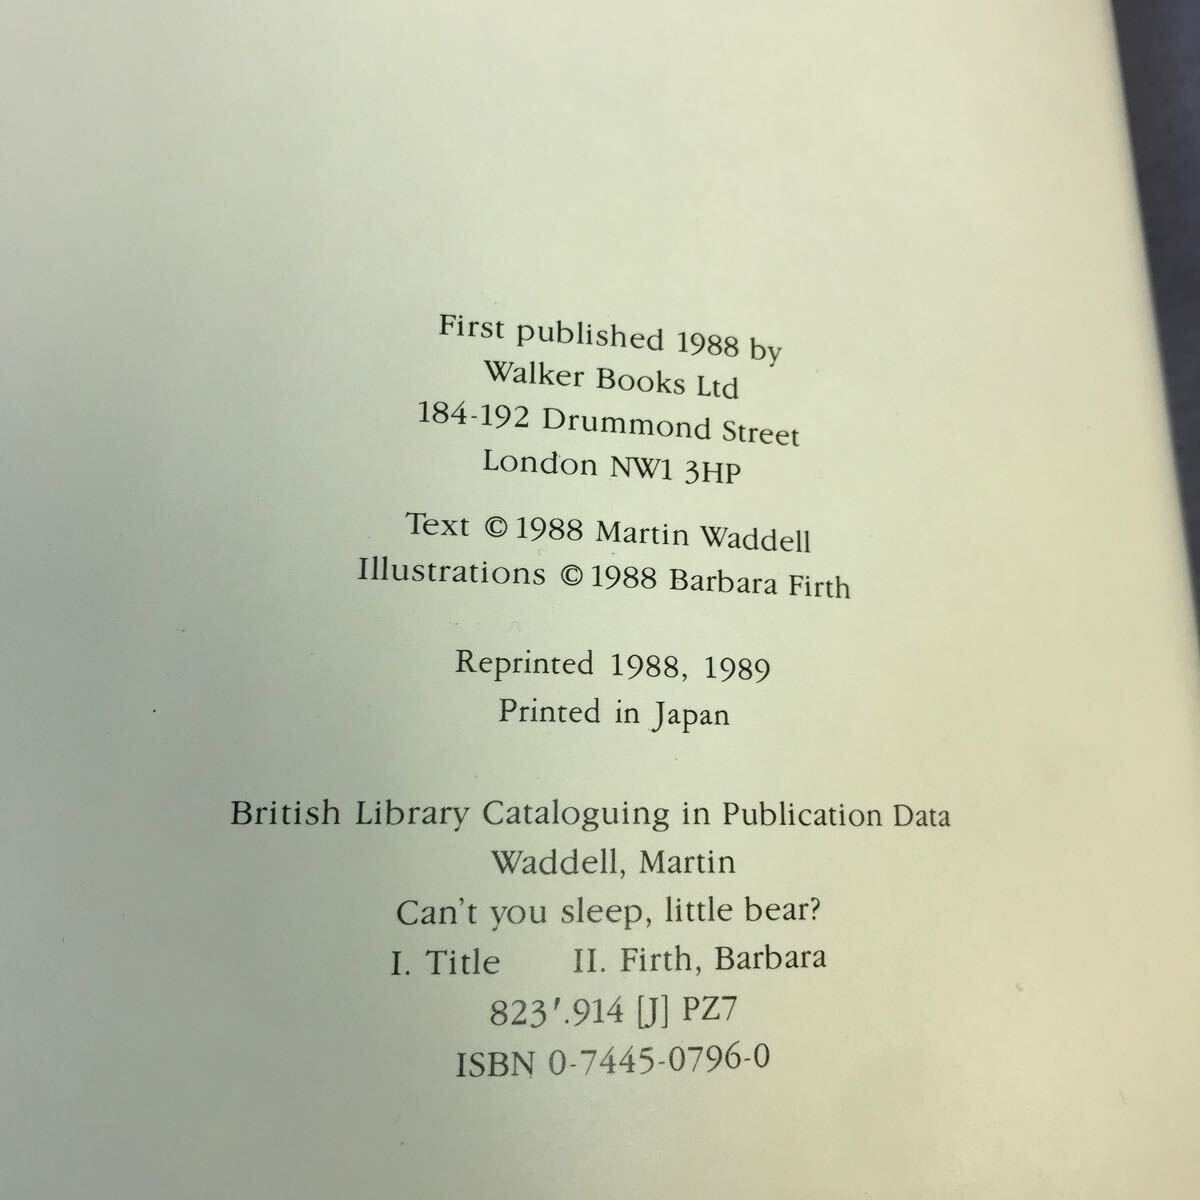 First published 1988 by
Walker Books Ltd
184-192 Drummond Street
London NW1 3HP
Text © 1988 Martin Waddell
Illustrations © 1988 Barbara Firth
Reprinted 1988, 1989
Printed in Japan
British Library Cataloguing in Publication Data
Waddell, Martin
Can't you sleep, little bear?
I. Title II. Firth, Barbara
823'.914 [J] PZ7
ISBN 0-7445-0796-0